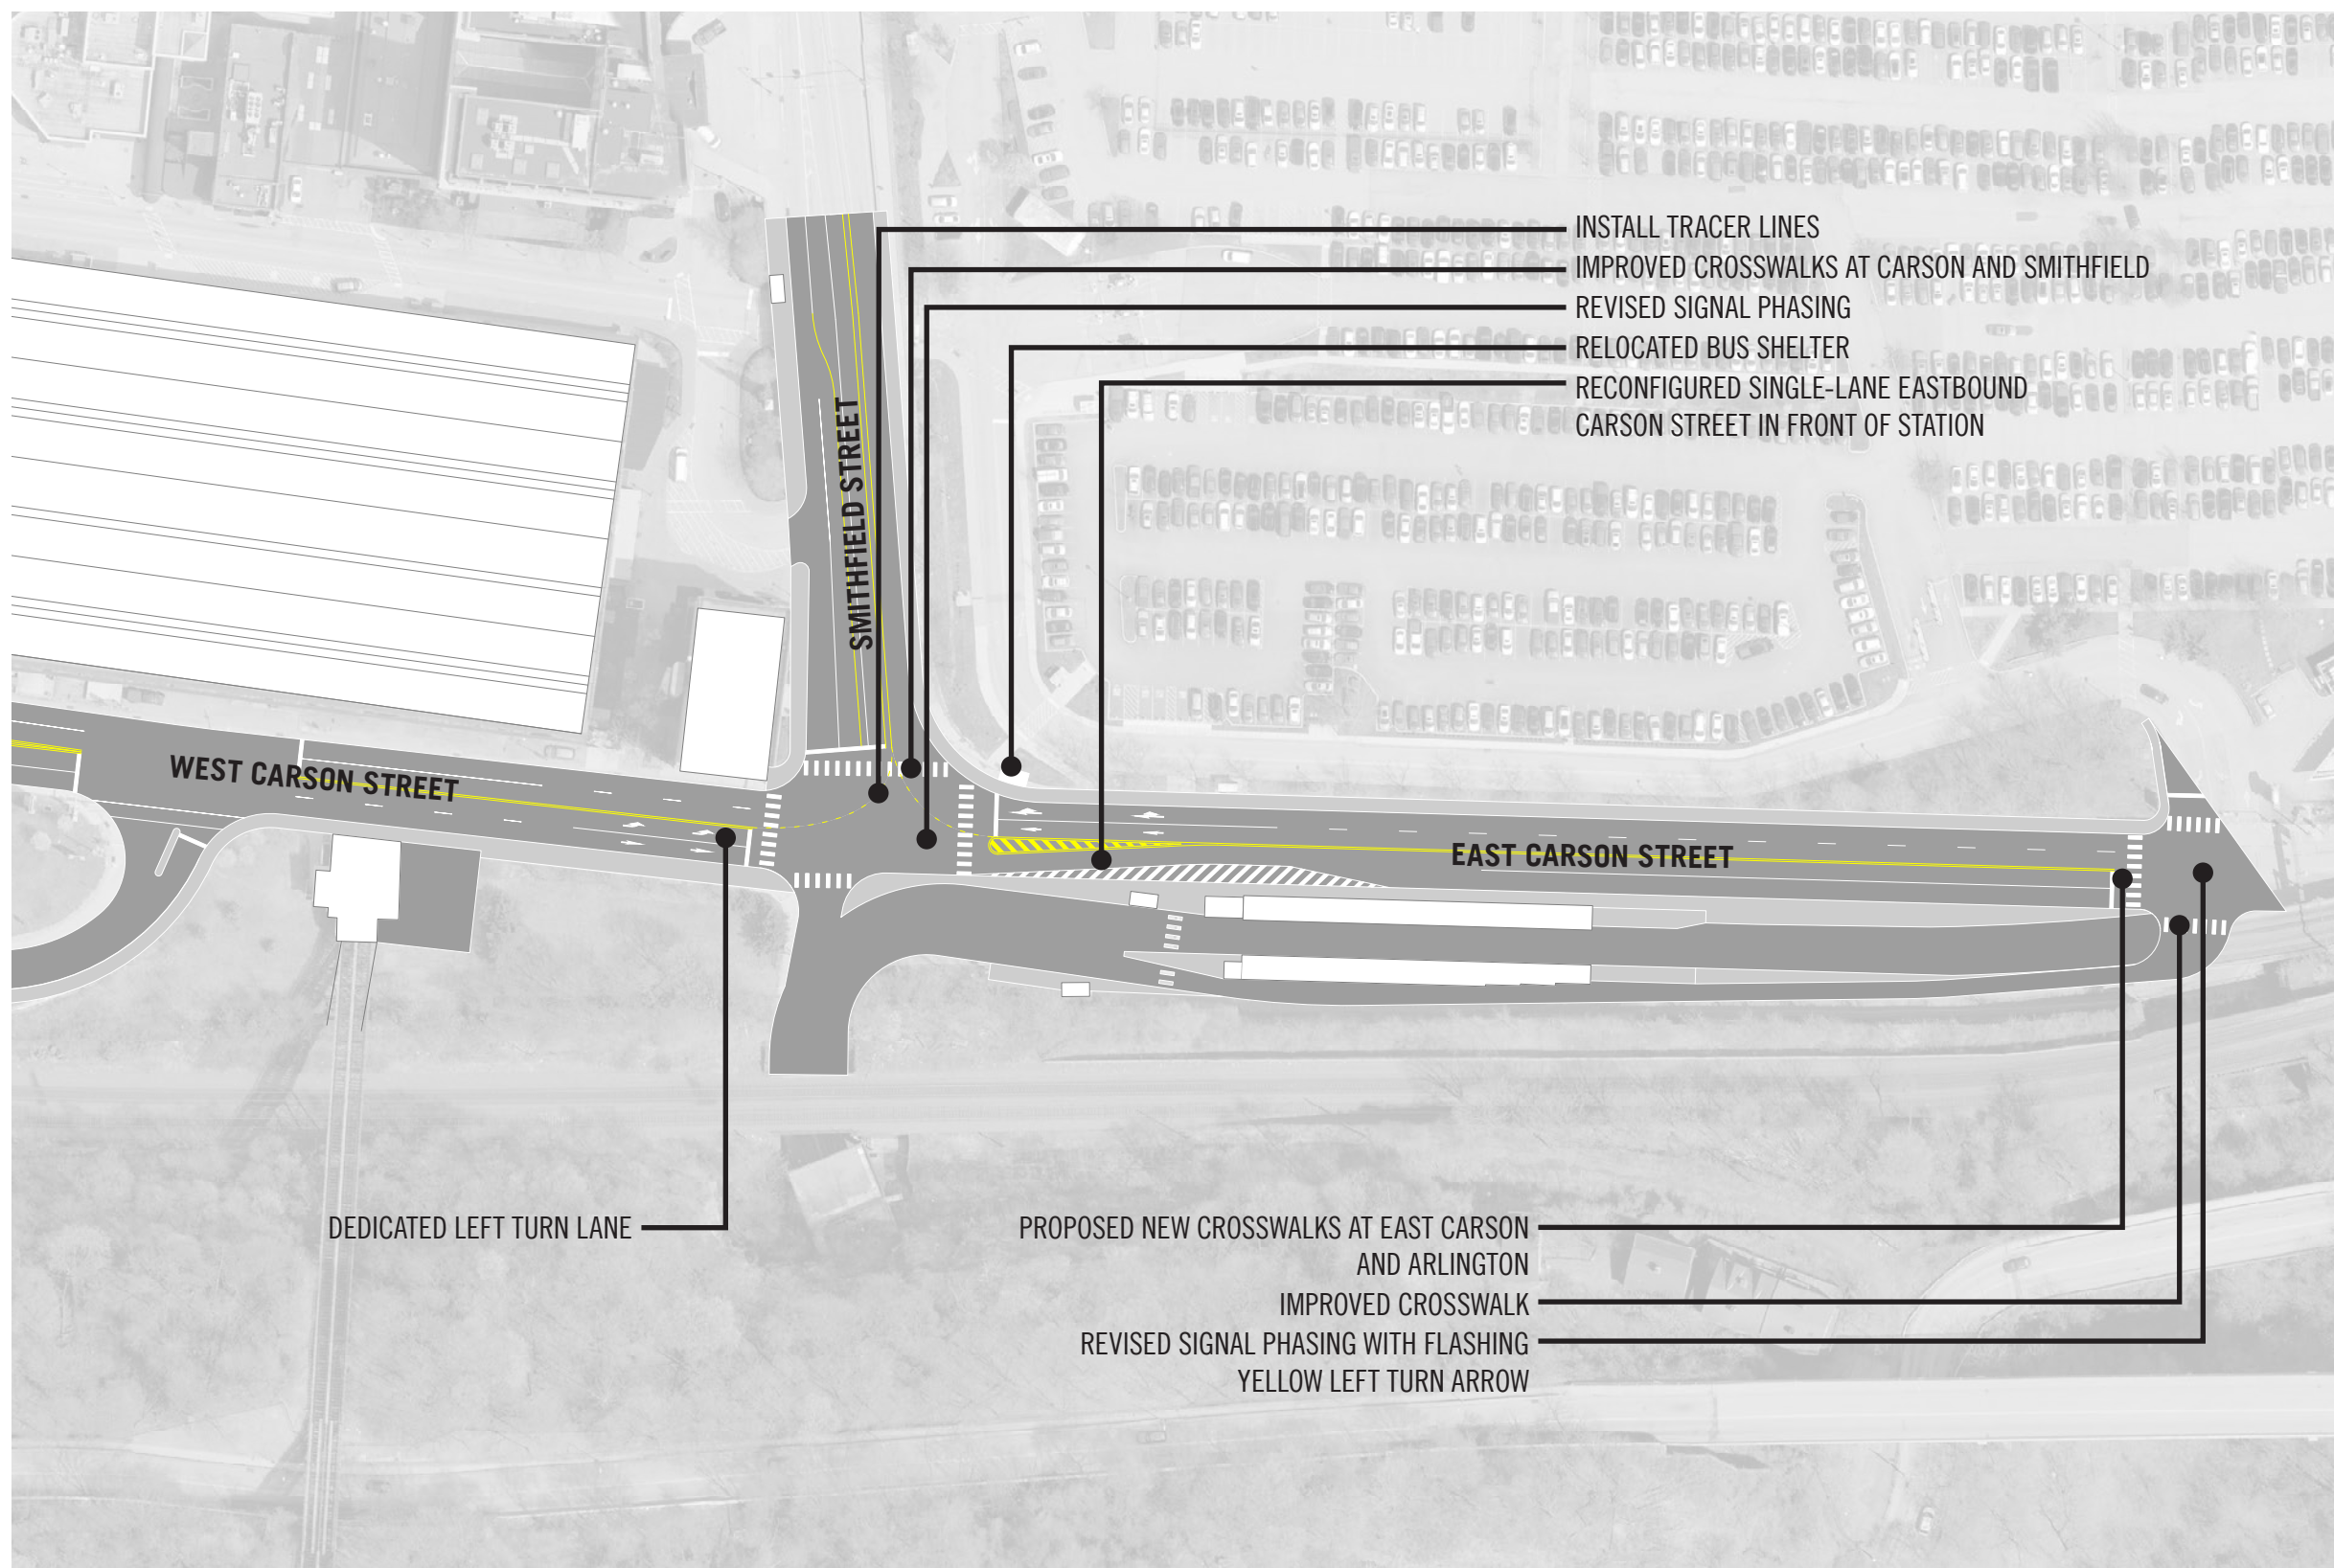 INSTALL TRACER LINES
IMPROVED CROSSWALKS AT CARSON AND SMITHFIELD
REVISED SIGNAL PHASING
RELOCATED BUS SHELTER
RECONFIGURED SINGLE-LANE EASTBOUND
CARSON STREET IN FRONT OF STATION
SMITHFIELD STREET
WEST CARSON STREET
EAST CARSON STREET
DEDICATED LEFT TURN LANE
PROPOSED NEW CROSSWALKS AT EAST CARSON
AND ARLINGTON
IMPROVED CROSSWALK
REVISED SIGNAL PHASING WITH FLASHING
YELLOW LEFT TURN ARROW